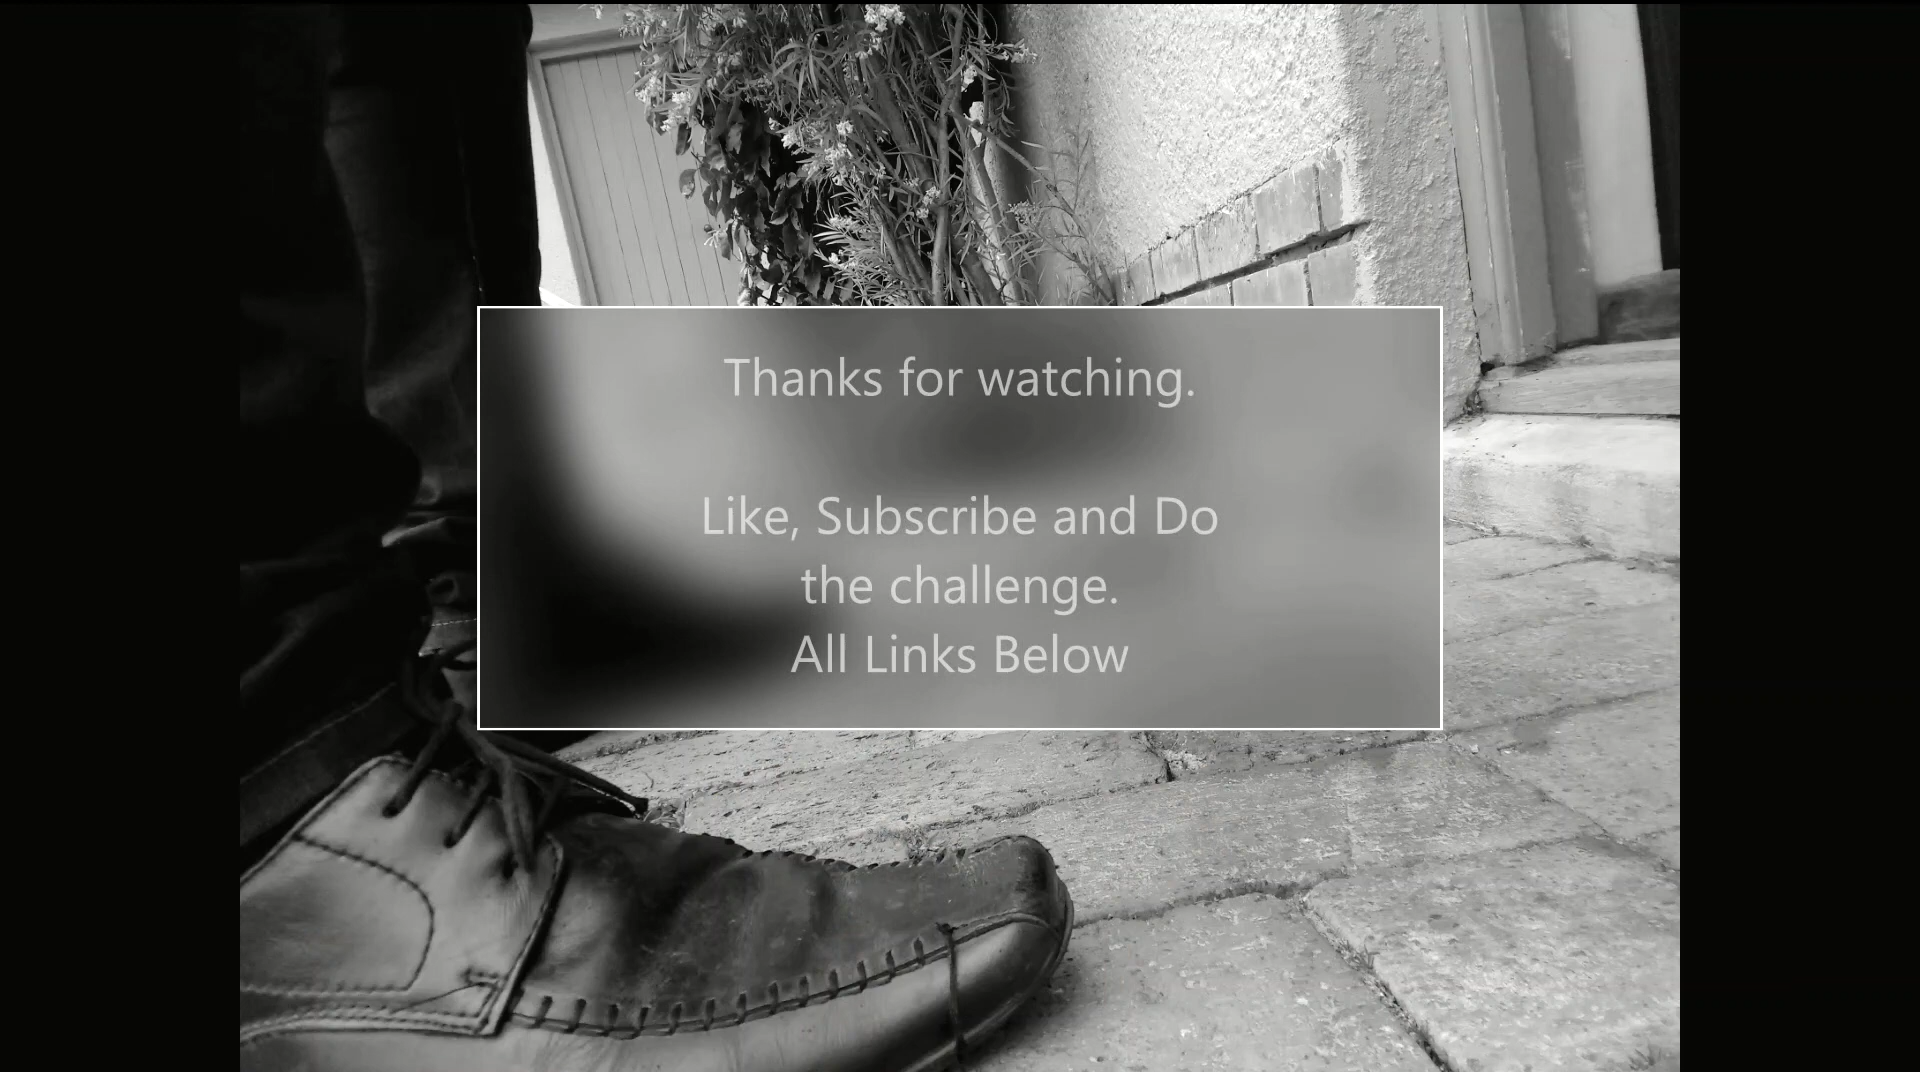 Thanks for watching.
Like, Subscribe and Do
the challenge.
All Links Below